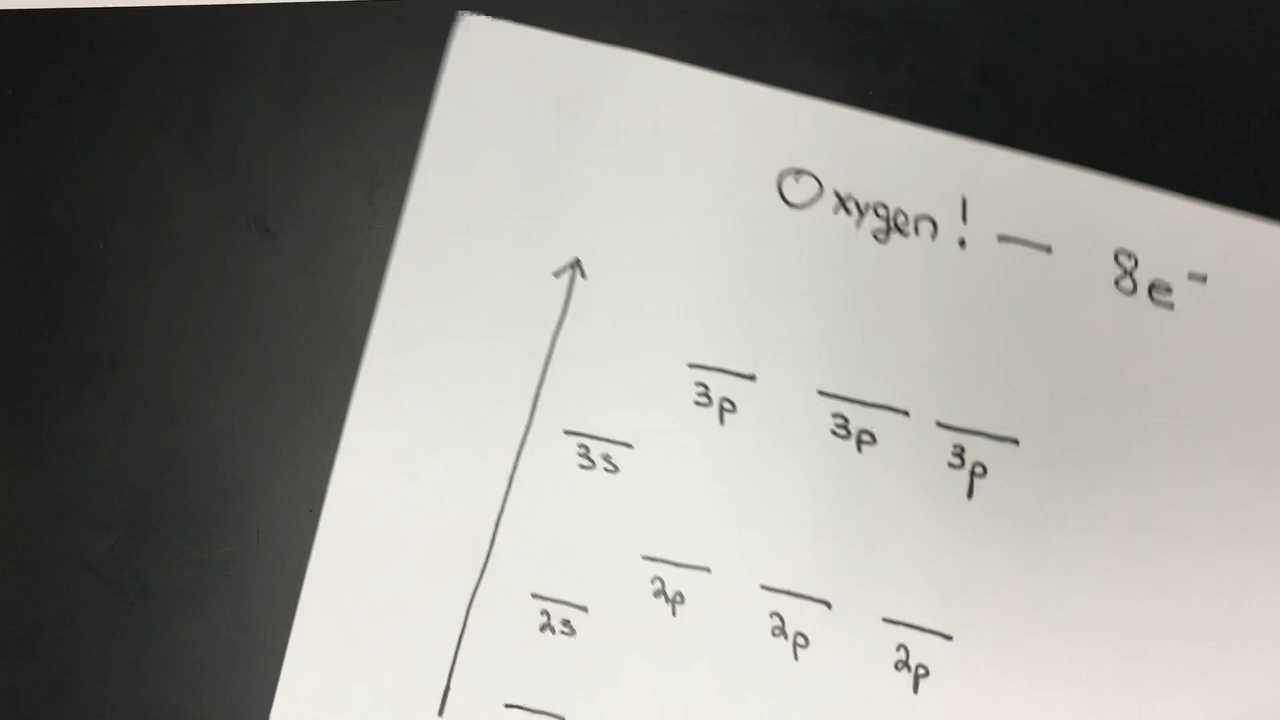 Oxygen! — 8e⁻
3p 3p 3p
3s
2p 2p 2p
2s